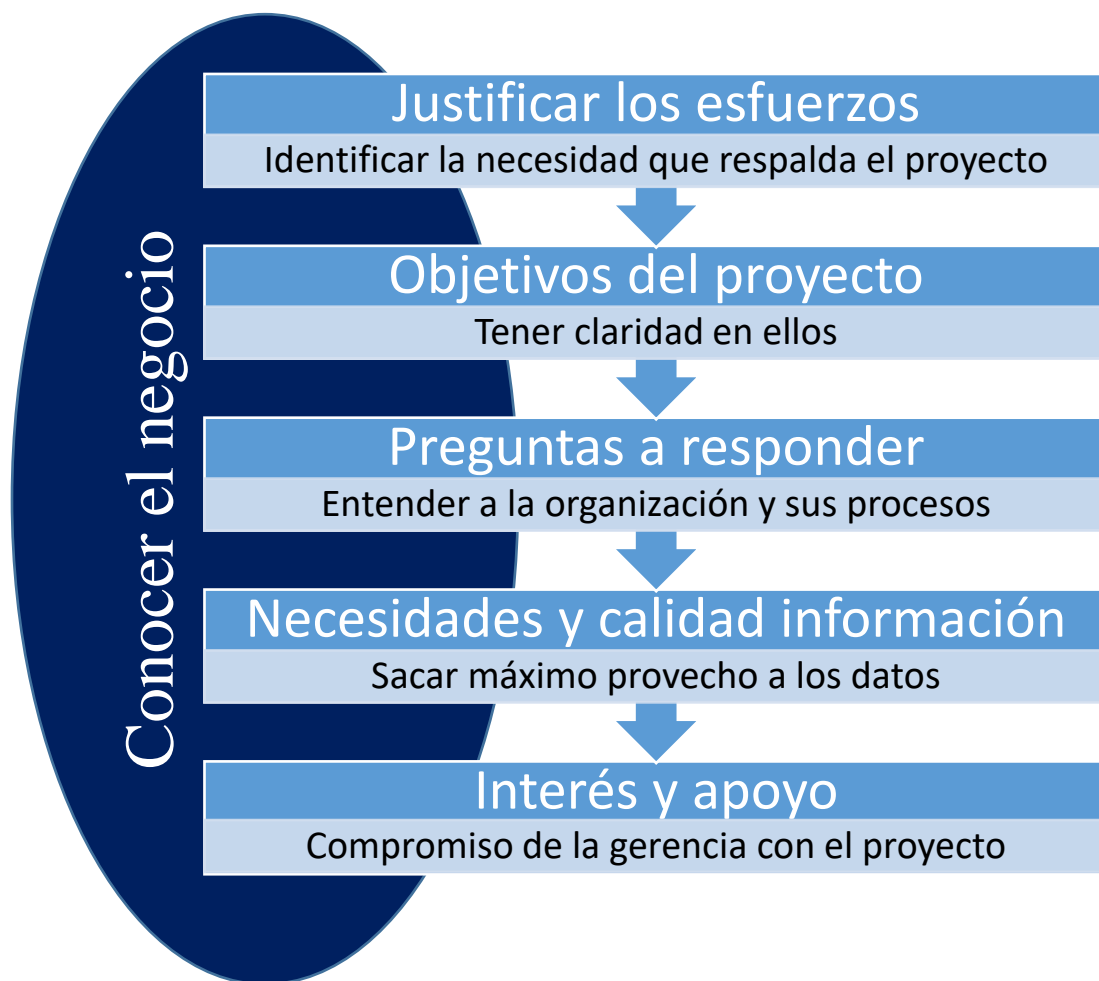 Conocer el negocio
Justificar los esfuerzos
Identificar la necesidad que respalda el proyecto
Objetivos del proyecto
Tener claridad en ellos
Preguntas a responder
Entender a la organización y sus procesos
Necesidades y calidad información
Sacar máximo provecho a los datos
Interés y apoyo
Compromiso de la gerencia con el proyecto